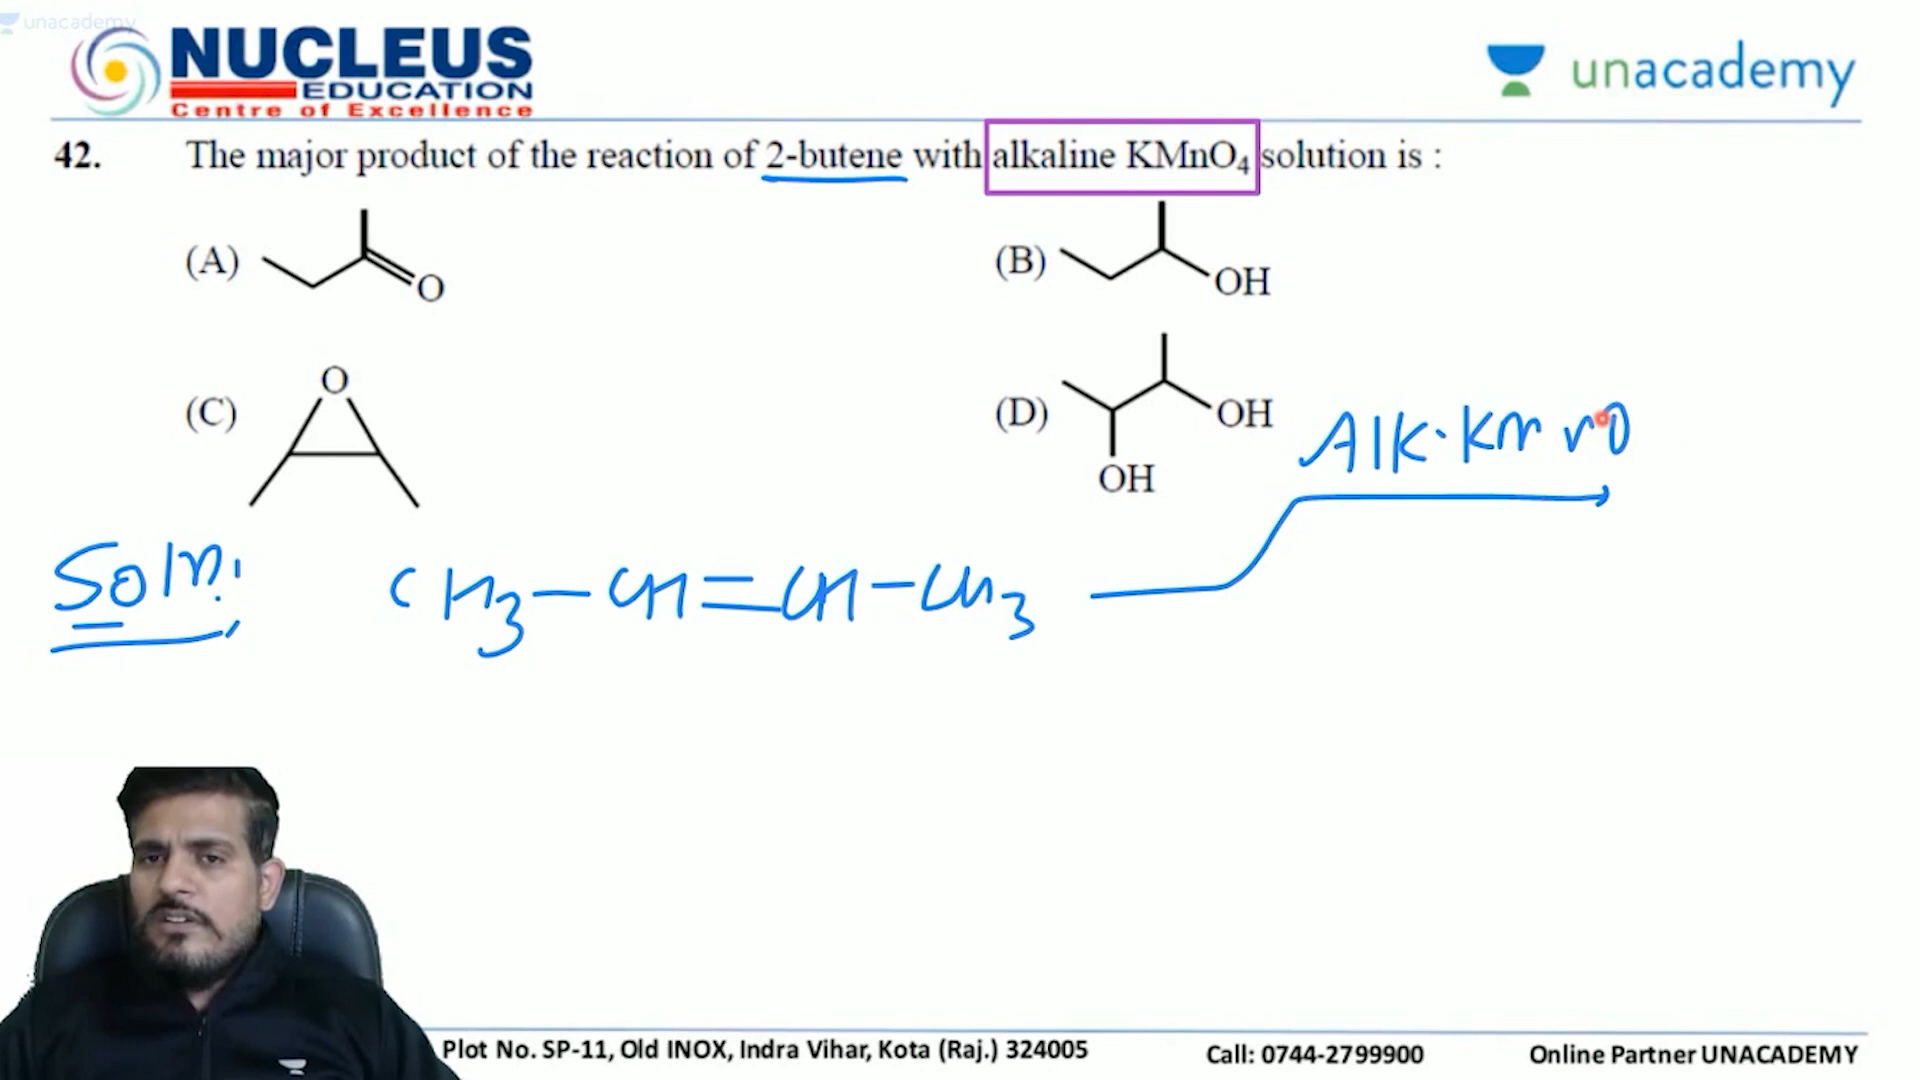 unacademy
NUCLEUS
EDUCATION
Centre of Excellence
unacademy
42. The major product of the reaction of 2-butene with alkaline KMnO₄ solution is :
(A) O
(B) OH
(C) O
(D) OH
OH
Alk. KMnO
Soln:
CH₃-CH=CH-CH₃
Plot No. SP-11, Old INOX, Indra Vihar, Kota (Raj.) 324005 Call: 0744-2799900 Online Partner UNACADEMY